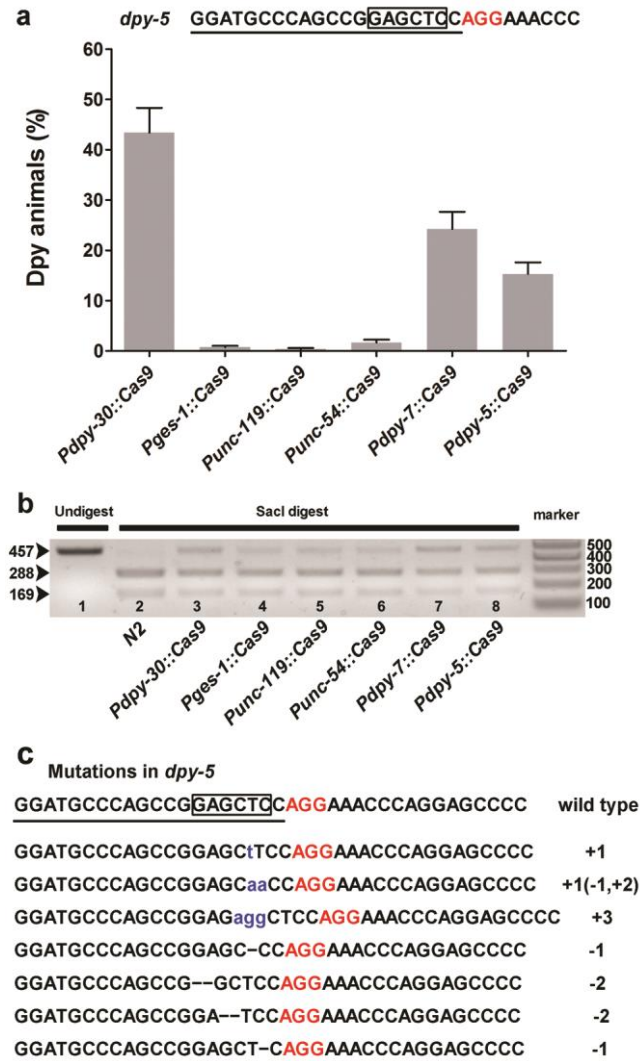 a
dpy-5 GGATGCCCAGCCGGAGCTCCAGGAAACCC
Dpy animals (%)
60
50
40
30
20
10
0
Pdpy-30::Cas9
Pges-1::Cas9
Punc-119::Cas9
Punc-54::Cas9
Pdpy-7::Cas9
Pdpy-5::Cas9
b
Undigest SacI digest marker
457
288
169
500
400
300
200
100
1 2 3 4 5 6 7 8
N2
Pdpy-30::Cas9
Pges-1::Cas9
Punc-119::Cas9
Punc-54::Cas9
Pdpy-7::Cas9
Pdpy-5::Cas9
c
Mutations in dpy-5
GGATGCCCAGCCGGAGCTCCAGGAAACCCAGGAGCCCC wild type
GGATGCCCAGCCGGAGCtTCCAGGAAACCCAGGAGCCCC +1
GGATGCCCAGCCGGAGCaaCCAGGAAACCCAGGAGCCCC +1(-1,+2)
GGATGCCCAGCCGGAGaggCTCCAGGAAACCCAGGAGCCCC +3
GGATGCCCAGCCGGAGC-CCAGGAAACCCAGGAGCCCC -1
GGATGCCCAGCCG--GCTCCAGGAAACCCAGGAGCCCC -2
GGATGCCCAGCCGGA--TCCAGGAAACCCAGGAGCCCC -2
GGATGCCCAGCCGGAGCT-CAGGAAACCCAGGAGCCCC -1